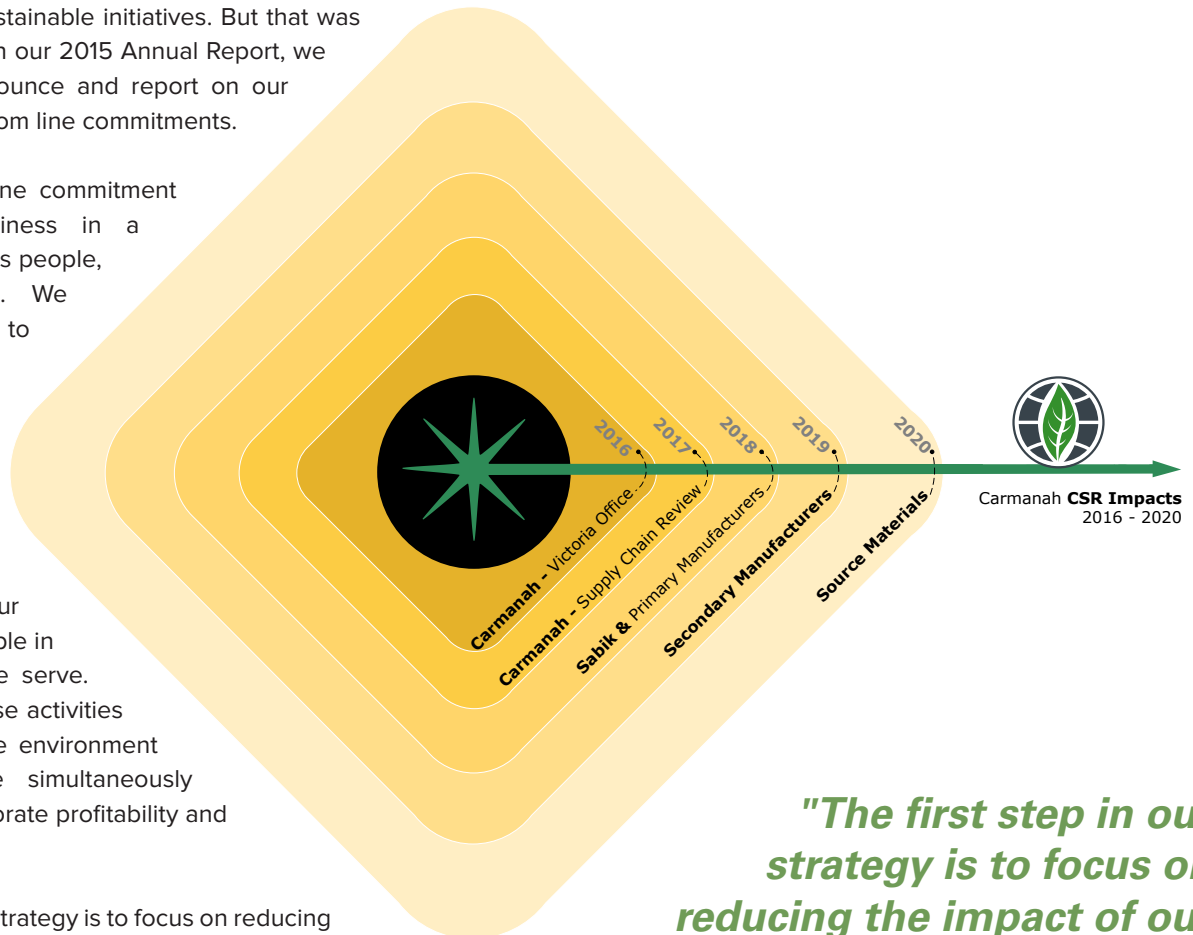 stainable initiatives. But that was
n our 2015 Annual Report, we
ounce and report on our
om line commitments.
ne commitment
iness in a
s people,
. We
to
ur
ple in
e serve.
se activities
e environment
e simultaneously
orate profitability and
trategy is to focus on reducing
2016
2017
2018
2019
2020
Carmanah - Victoria Office
Carmanah - Supply Chain Review
Sabik & Primary Manufacturers
Secondary Manufacturers
Source Materials
Carmanah CSR Impacts
2016 - 2020
"The first step in ou
strategy is to focus o
reducing the impact of ou